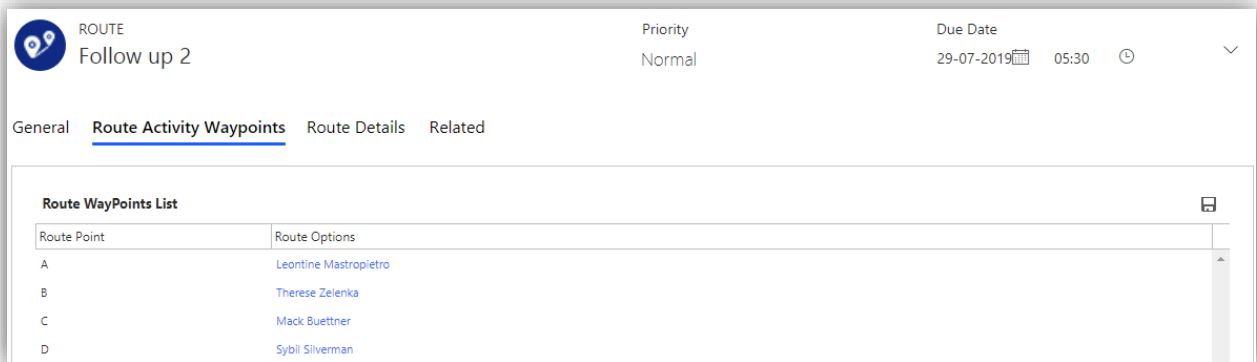 ROUTE Priority Due Date
Follow up 2 Normal 29-07-2019 05:30
General Route Activity Waypoints Route Details Related
Route WayPoints List
Route Point Route Options
A Leontine Mastropietro
B Therese Zelenka
C Mack Buettner
D Sybil Silverman